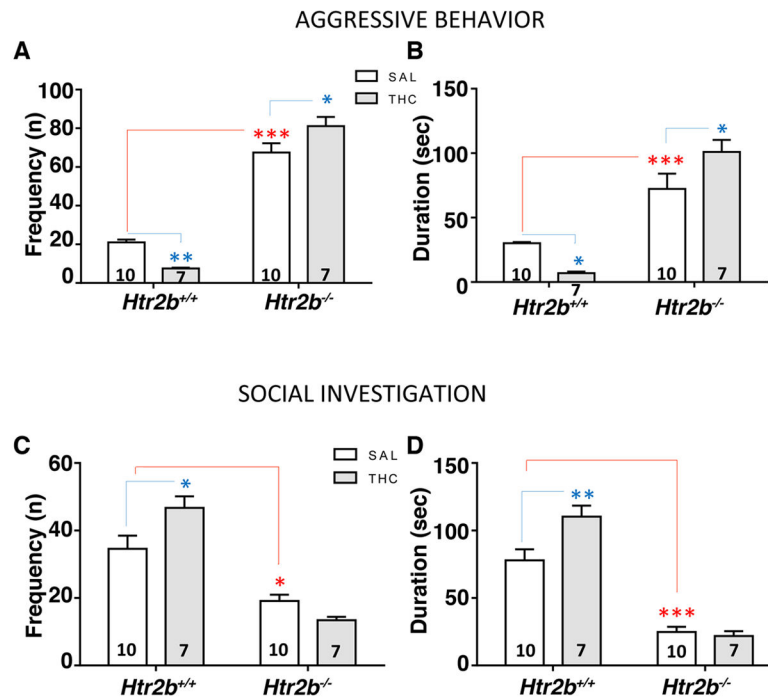 AGGRESSIVE BEHAVIOR
A
Frequency (n)
100
80
60
40
20
0
SAL
THC
**
***
*
10
7
10
7
Htr2b+/+
Htr2b-/-
B
Duration (sec)
150
100
50
0
*
***
*
10
7
10
7
Htr2b+/+
Htr2b-/-
SOCIAL INVESTIGATION
C
Frequency (n)
60
40
20
0
SAL
THC
*
*
10
7
10
7
Htr2b+/+
Htr2b-/-
D
Duration (sec)
150
100
50
0
**
***
10
7
10
7
Htr2b+/+
Htr2b-/-